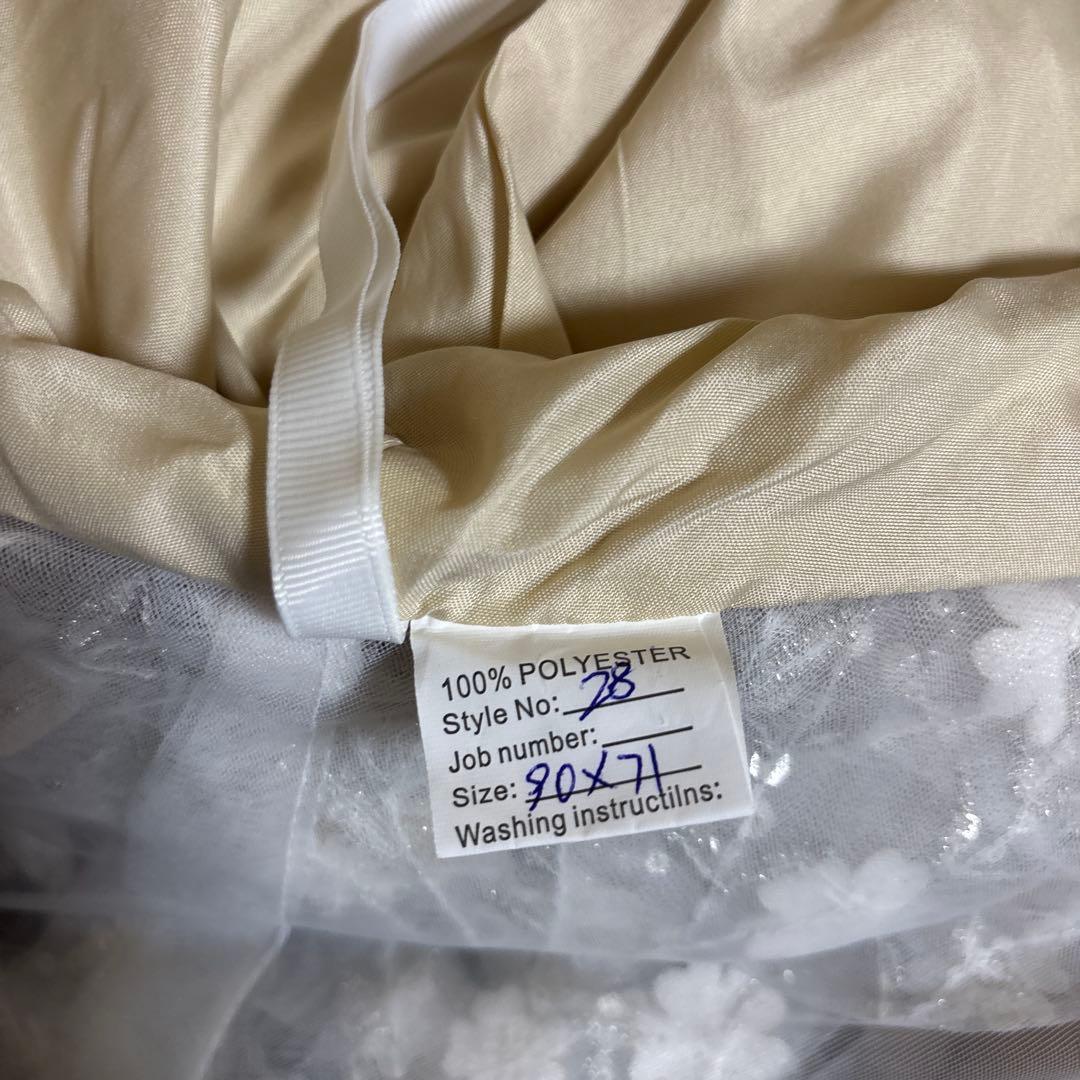 100% POLYESTER
Style No: 28
Job number:
Size: 90X71
Washing instructilns: